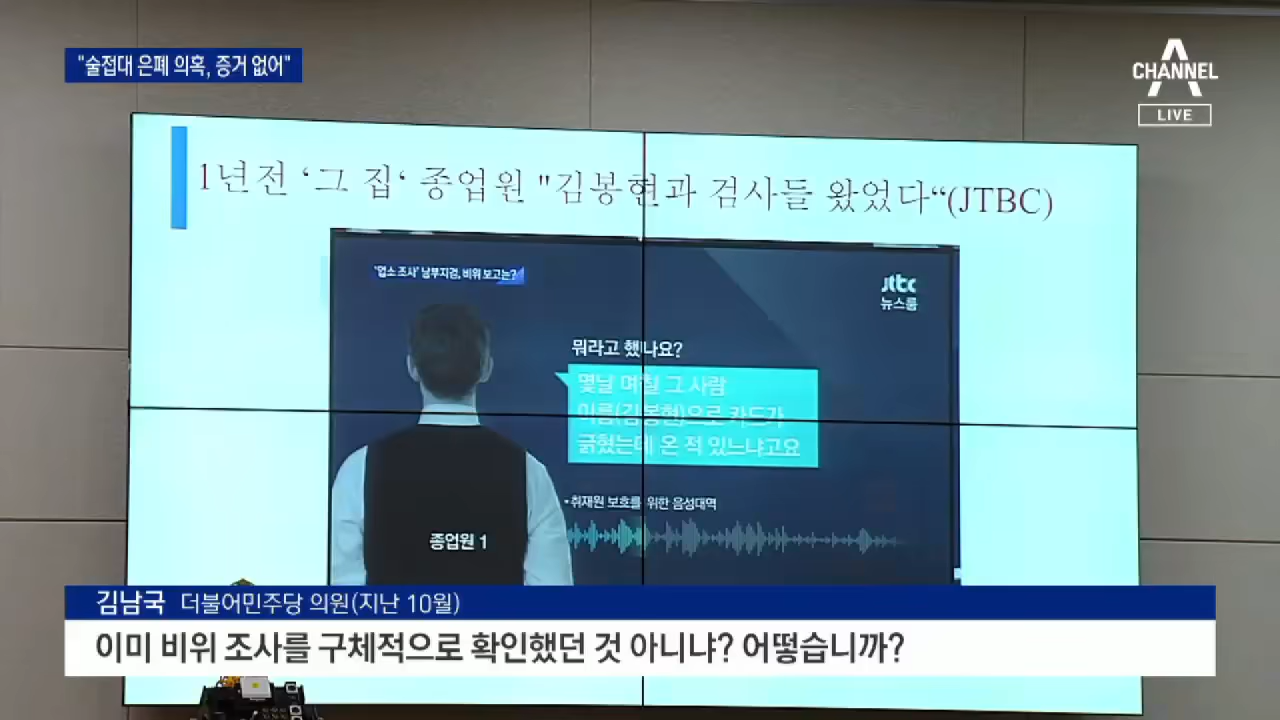 "술접대 은폐 의혹, 증거 없어"
CHANNEL A
LIVE
1년전 ‘그 집‘ 종업원 "김봉현과 검사들 왔었다“(JTBC)
'업소 조사' 남부지검, 비위 보고는?
JTBC
뉴스룸
뭐라고 했나요?
몇날 며칠 그 사람
이름(김봉현)으로 카드가
긁혔는데 온 적 있느냐고요
•취재원 보호를 위한 음성대역
종업원 1
김남국 더불어민주당 의원(지난 10월)
이미 비위 조사를 구체적으로 확인했던 것 아니냐? 어떻습니까?